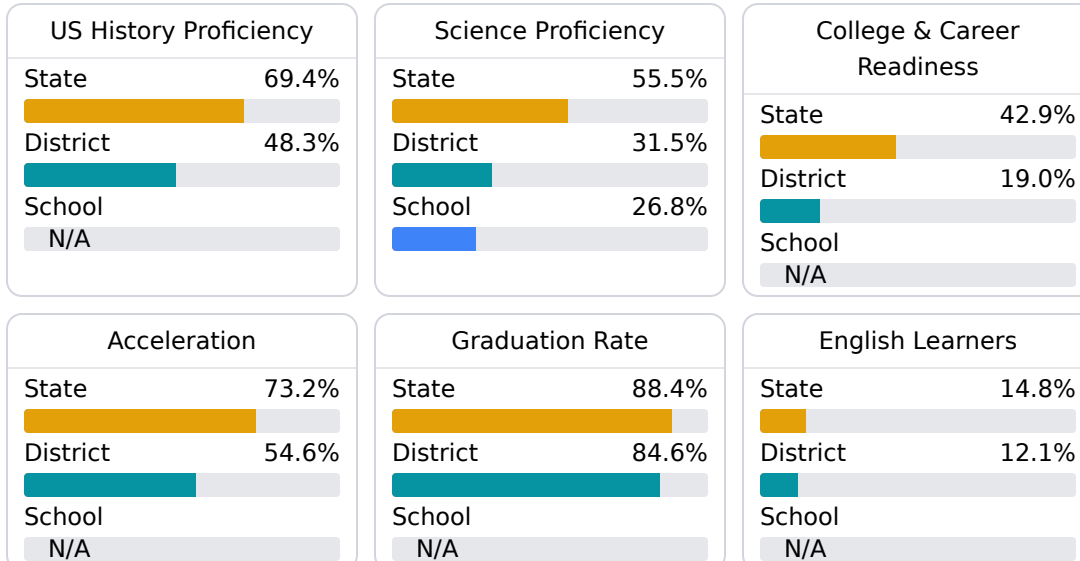 US History Proficiency
State 69.4%
District 48.3%
School
N/A
Science Proficiency
State 55.5%
District 31.5%
School 26.8%
College & Career
Readiness
State 42.9%
District 19.0%
School
N/A
Acceleration
State 73.2%
District 54.6%
School
N/A
Graduation Rate
State 88.4%
District 84.6%
School
N/A
English Learners
State 14.8%
District 12.1%
School
N/A